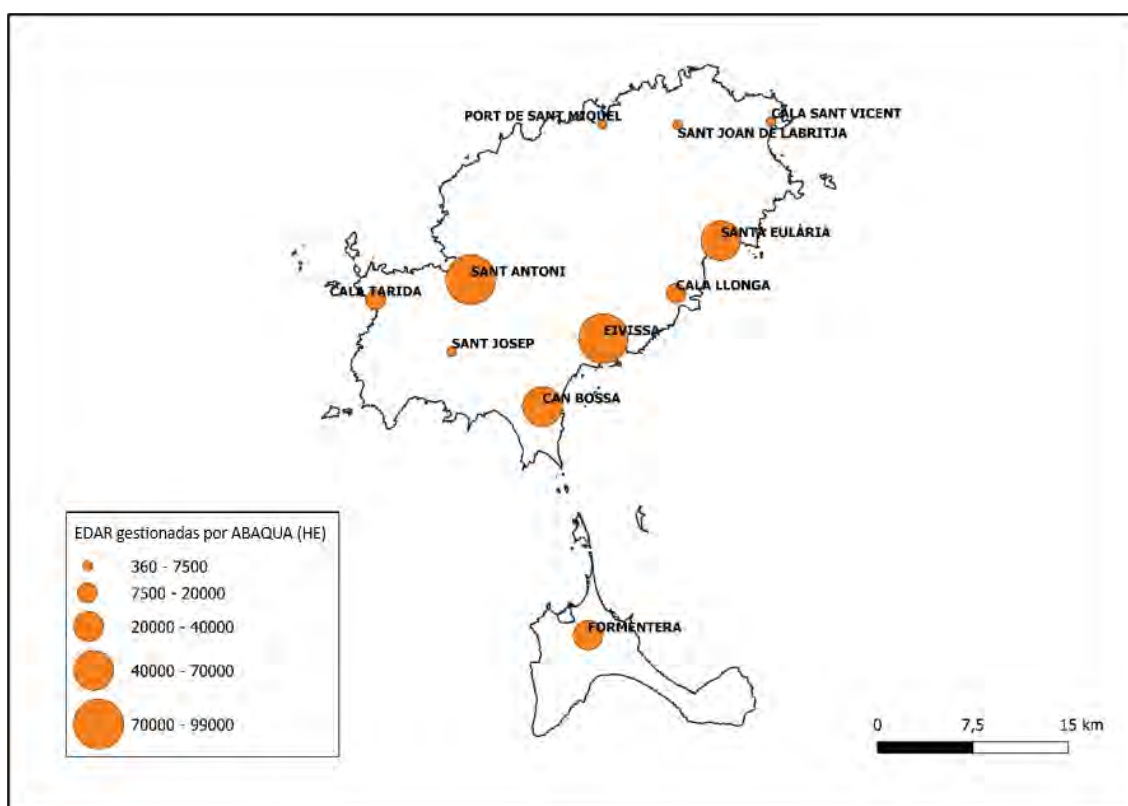 PORT DE SANT MIQUEL
CALA SANT VICENT
SANT JOAN DE LABRITJA
SANTA EULÀRIA
SANT ANTONI
CALA TARIDA
CALA LLONGA
EIVISSA
SANT JOSEP
CAN BOSSA
FORMENTERA
EDAR gestionadas por ABAQUA (HE)
360 - 7500
7500 - 20000
20000 - 40000
40000 - 70000
70000 - 99000
0 7,5 15 km